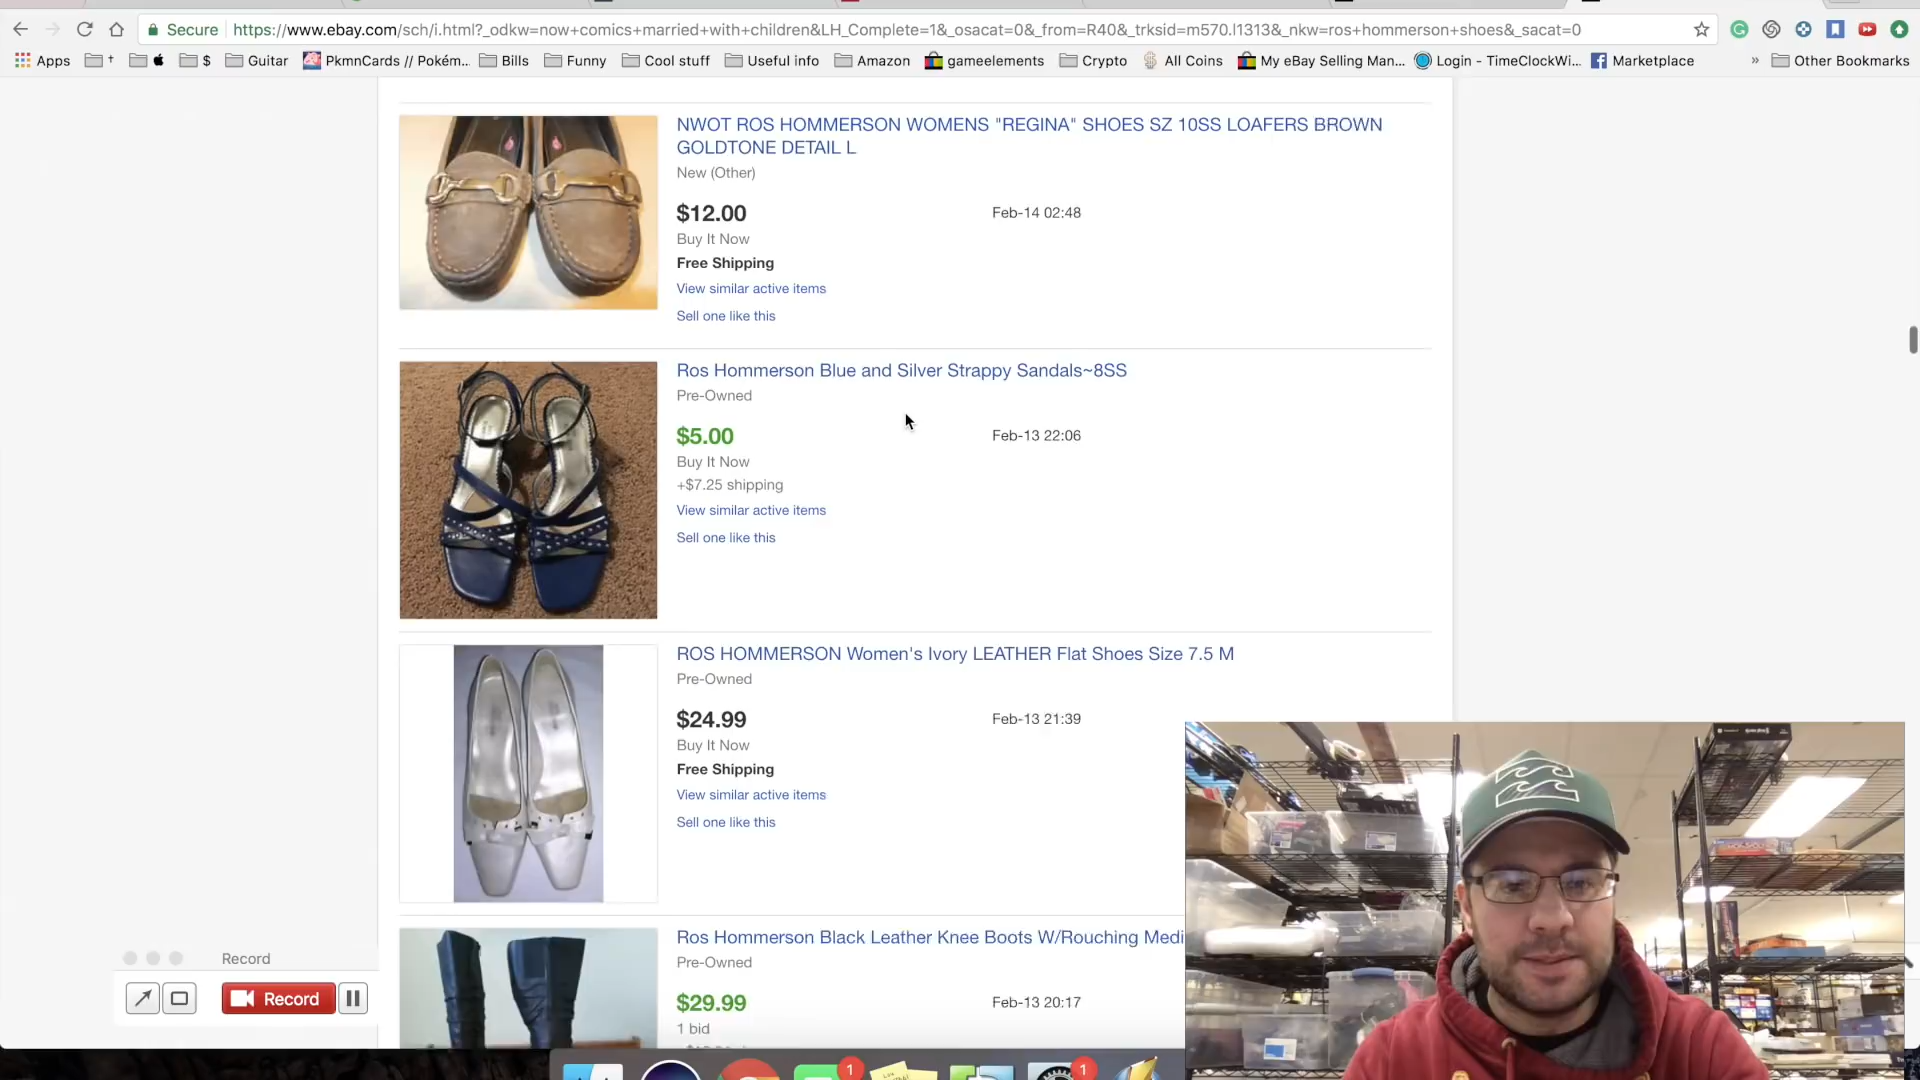 Secure
https://www.ebay.com/sch/i.html?_odkw=now+comics+married+with+children&LH_Complete=1&_osacat=0&_from=R40&_trksid=m570.l1313&_nkw=ros+hommerson+shoes&_sacat=0
Apps † $ Guitar PkmnCards // Pokém... Bills Funny Cool stuff Useful info Amazon gameelements Crypto All Coins My eBay Selling Man... Login - TimeClockWi... Marketplace » Other Bookmarks
NWOT ROS HOMMERSON WOMENS "REGINA" SHOES SZ 10SS LOAFERS BROWN
GOLDTONE DETAIL L
New (Other)
$12.00 Feb-14 02:48
Buy It Now
Free Shipping
View similar active items
Sell one like this
Ros Hommerson Blue and Silver Strappy Sandals~8SS
Pre-Owned
$5.00 Feb-13 22:06
Buy It Now
+$7.25 shipping
View similar active items
Sell one like this
ROS HOMMERSON Women's Ivory LEATHER Flat Shoes Size 7.5 M
Pre-Owned
$24.99 Feb-13 21:39
Buy It Now
Free Shipping
View similar active items
Sell one like this
Ros Hommerson Black Leather Knee Boots W/Rouching Medi
Pre-Owned
$29.99 Feb-13 20:17
1 bid
Record
Record
1
1